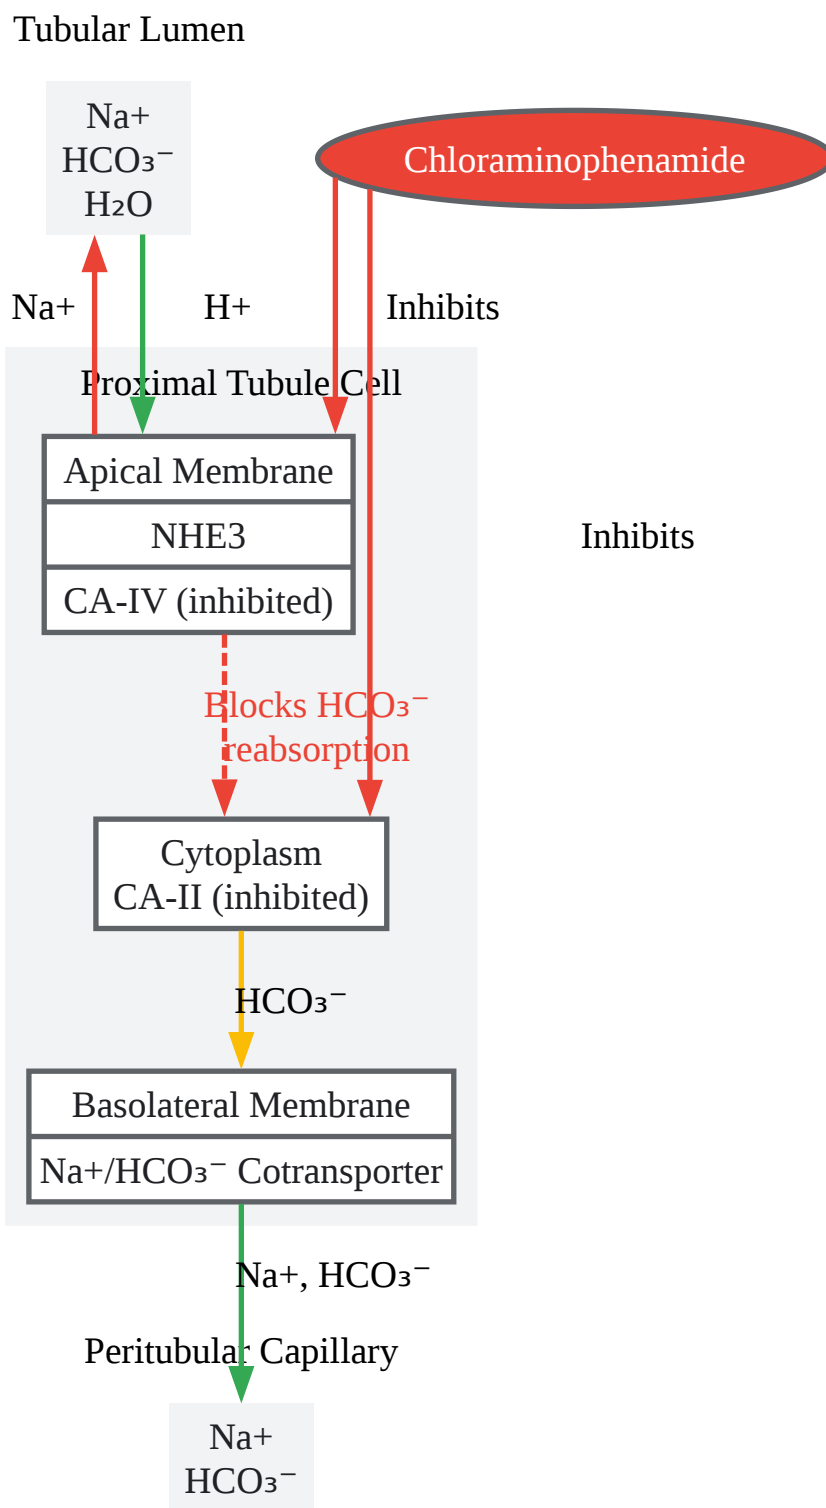 Tubular Lumen
Na+
HCO₃⁻
H₂O
Chloraminophenamide
Na+
H+
Inhibits
Proximal Tubule Cell
Apical Membrane
NHE3
Inhibits
CA-IV (inhibited)
Blocks HCO₃⁻
reabsorption
Cytoplasm
CA-II (inhibited)
HCO₃⁻
Basolateral Membrane
Na+/HCO₃⁻ Cotransporter
Na+, HCO₃⁻
Peritubular Capillary
Na+
HCO₃⁻